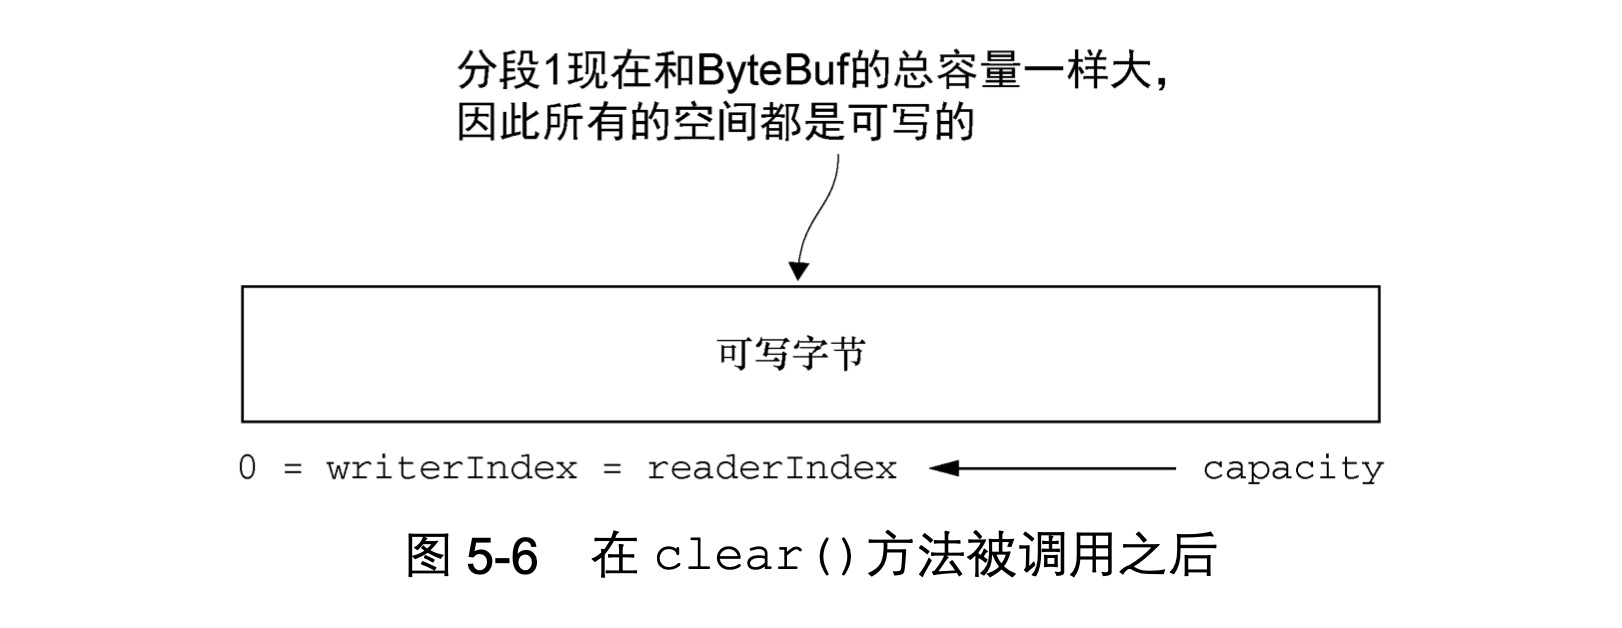 分段1现在和ByteBuf的总容量一样大，
因此所有的空间都是可写的
可写字节
0 = writerIndex = readerIndex
capacity
图 5-6 在 clear()方法被调用之后